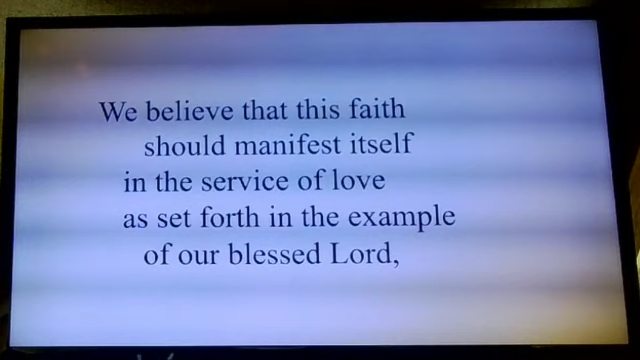 We believe that this faith
should manifest itself
in the service of love
as set forth in the example
of our blessed Lord,